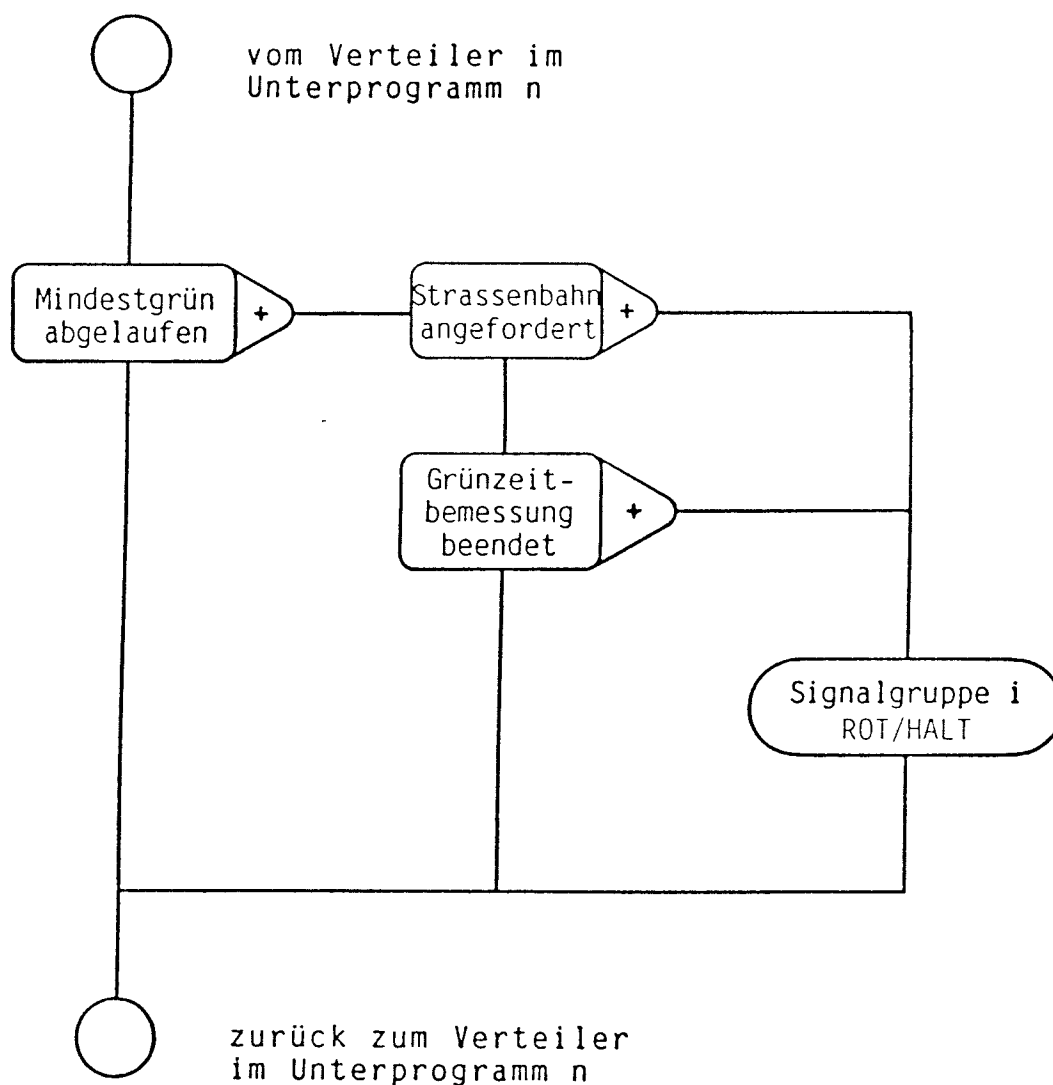 vom Verteiler im
Unterprogramm n
Mindestgrün
abgelaufen
+
Strassenbahn
angefordert
+
Grünzeit-
bemessung
beendet
+
Signalgruppe i
ROT/HALT
zurück zum Verteiler
im Unterprogramm n